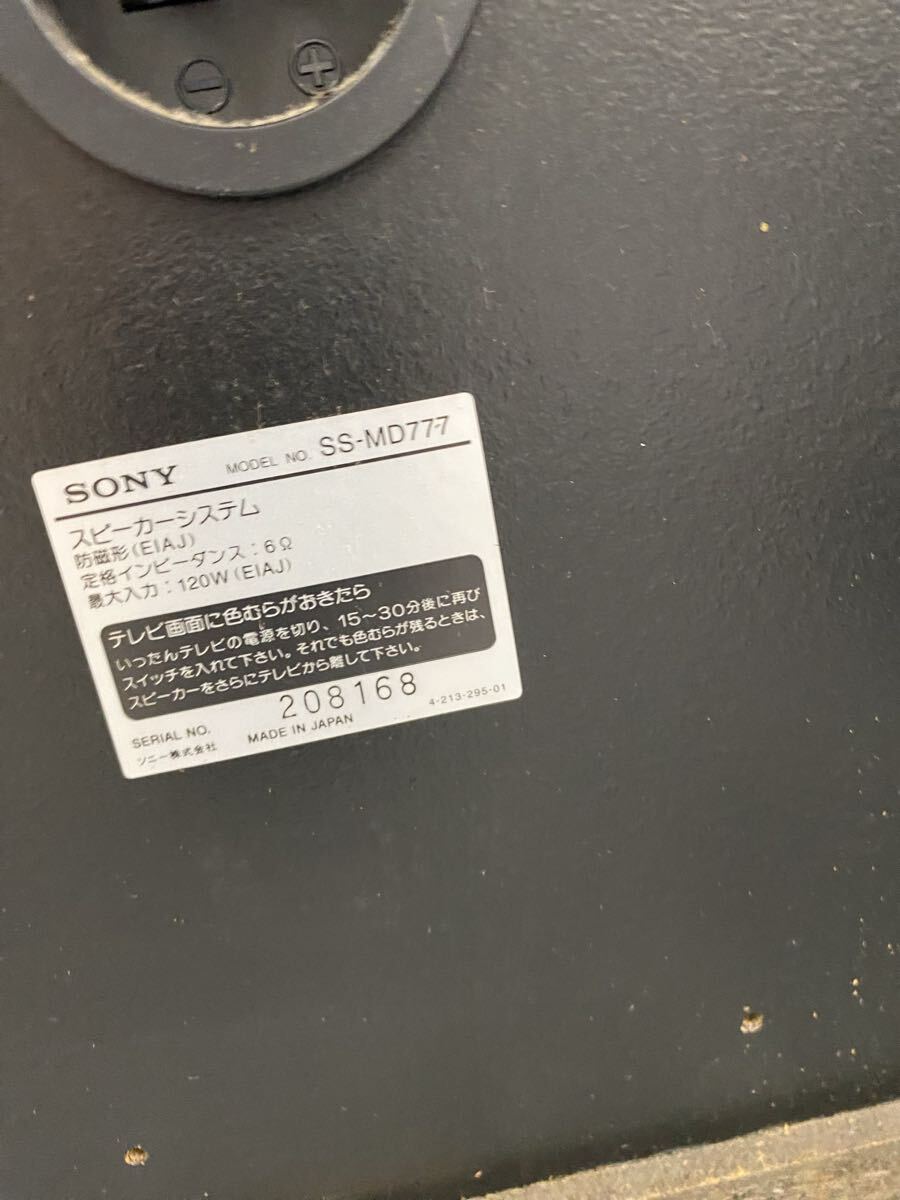 − +
SONY MODEL NO. SS-MD77-7
スピーカーシステム
防磁形(EIAJ)
定格インピーダンス:6Ω
最大入力:120W(EIAJ)
テレビ画面に色むらがおきたら
いったんテレビの電源を切り、15〜30分後に再び
スイッチを入れて下さい。それでも色むらが残るときは、
スピーカーをさらにテレビから離して下さい。
SERIAL NO. 208168 4-213-295-01
ソニー株式会社 MADE IN JAPAN